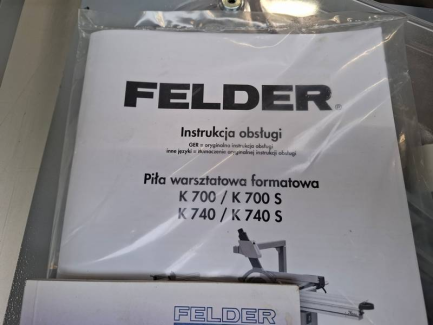 FELDER®
Instrukcja obsługi
GER = oryginalna instrukcja obsługi
inne języki = tłumaczenie oryginalnej instrukcji obsługi
Piła warsztatowa formatowa
K 700 / K 700 S
K 740 / K 740 S
FELDER